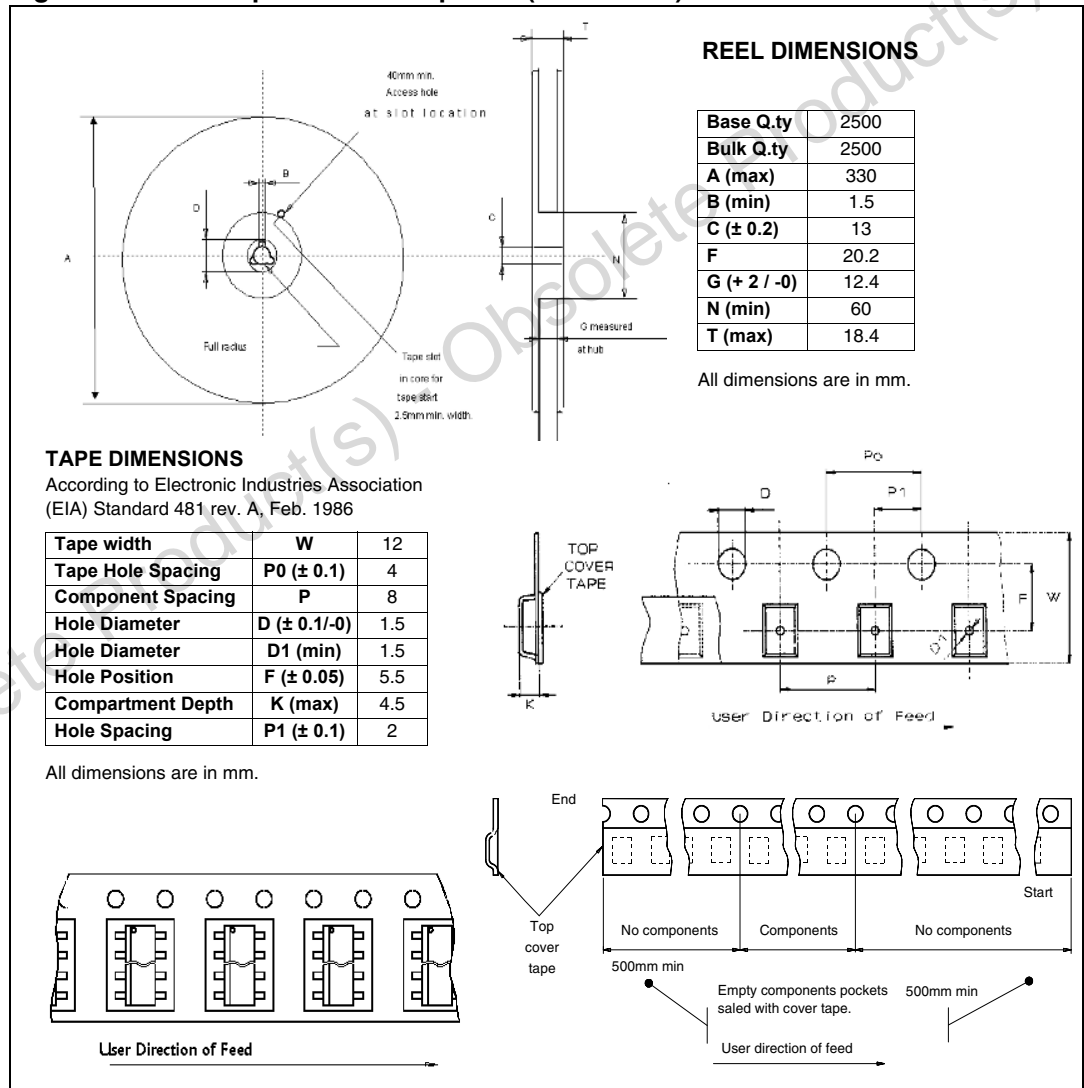 REEL DIMENSIONS
T
40mm min.
Access hole
at slot location
B
D
C
A
N
Full radius
G measured
at hub
Tape slot
in core for
tape start
2.5mm min. width.
Base Q.ty 2500
Bulk Q.ty 2500
A (max) 330
B (min) 1.5
C (± 0.2) 13
F 20.2
G (+ 2 / -0) 12.4
N (min) 60
T (max) 18.4
All dimensions are in mm.
TAPE DIMENSIONS
According to Electronic Industries Association
(EIA) Standard 481 rev. A, Feb. 1986
Tape width W 12
Tape Hole Spacing P0 (± 0.1) 4
Component Spacing P 8
Hole Diameter D (± 0.1/-0) 1.5
Hole Diameter D1 (min) 1.5
Hole Position F (± 0.05) 5.5
Compartment Depth K (max) 4.5
Hole Spacing P1 (± 0.1) 2
All dimensions are in mm.
Po
D
P1
TOP
COVER
TAPE
F
W
D1
K
P
User Direction of Feed
End
Start
Top
cover
tape
No components
Components
No components
500mm min
Empty components pockets
saled with cover tape.
500mm min
User direction of feed
User Direction of Feed
Obsolete Product(s)